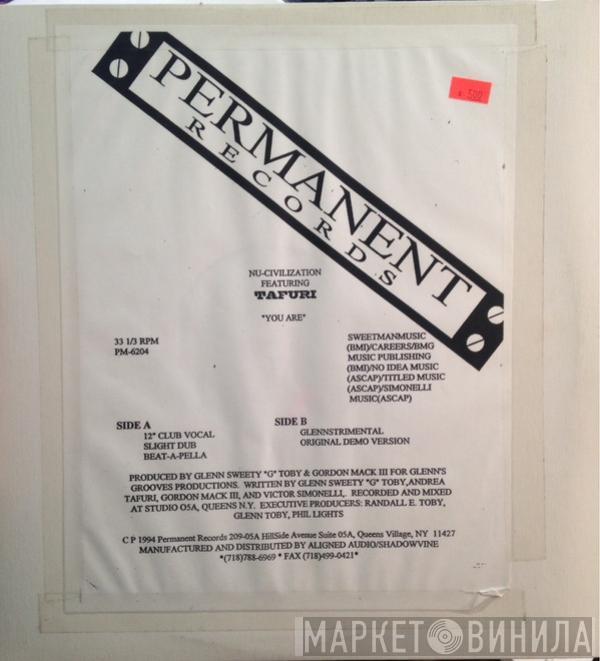 PERMANENT
RECORDS
500
NU-CIVILIZATION
FEATURING
TAFURI
"YOU ARE"
33 1/3 RPM
PM-6204
SWEETMANMUSIC
(BMI)/CAREERS/BMG
MUSIC PUBLISHING
(BMI)/NO IDEA MUSIC
(ASCAP)/TITLED MUSIC
(ASCAP)/SIMONELLI
MUSIC(ASCAP)
SIDE A
12" CLUB VOCAL
SLIGHT DUB
BEAT-A-PELLA
SIDE B
GLENNSTRIMENTAL
ORIGINAL DEMO VERSION
PRODUCED BY GLENN SWEETY "G" TOBY & GORDON MACK III FOR GLENN'S
GROOVES PRODUCTIONS. WRITTEN BY GLENN SWEETY "G" TOBY,ANDREA
TAFURI, GORDON MACK III, AND VICTOR SIMONELLI,. RECORDED AND MIXED
AT STUDIO O5A, QUEENS N.Y. EXECUTIVE PRODUCERS: RANDALL E. TOBY,
GLENN TOBY, PHIL LIGHTS
C P 1994 Permanent Records 209-05A HillSide Avenue Suite 05A, Queens Village, NY 11427
MANUFACTURED AND DISTRIBUTED BY ALIGNED AUDIO/SHADOWVINE
*(718)788-6969 * FAX (718)499-0421*
МАРКЕТ ВИНИЛА